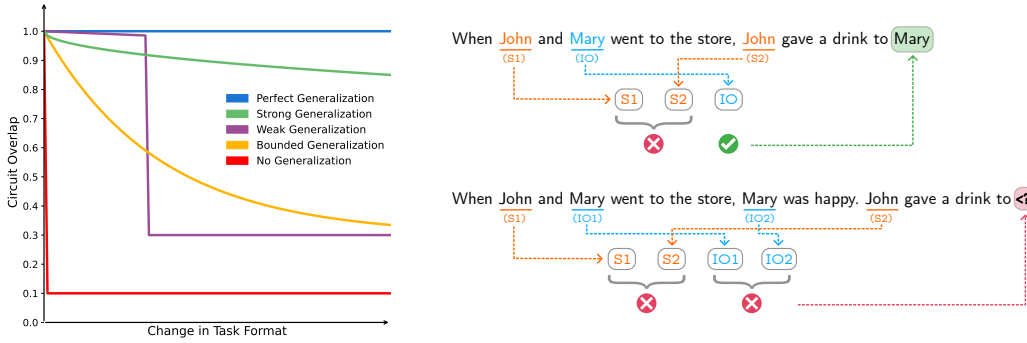 1.0
0.9
0.8
0.7
0.6
0.5
0.4
0.3
0.2
0.1
0.0
Circuit Overlap
Change in Task Format
Perfect Generalization
Strong Generalization
Weak Generalization
Bounded Generalization
No Generalization
When John and Mary went to the store, John gave a drink to Mary
(S1) (IO) (S2)
S1 S2 IO
When John and Mary went to the store, Mary was happy. John gave a drink to <?
(S1) (IO1) (IO2) (S2)
S1 S2 IO1 IO2